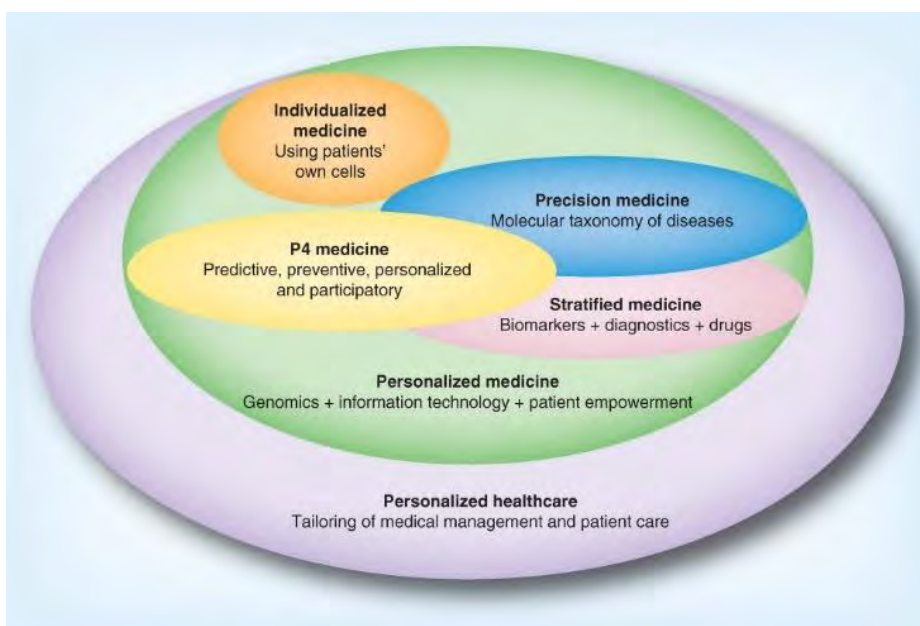 Individualized
medicine
Using patients'
own cells
Precision medicine
Molecular taxonomy of diseases
P4 medicine
Predictive, preventive, personalized
and participatory
Stratified medicine
Biomarkers + diagnostics + drugs
Personalized medicine
Genomics + information technology + patient empowerment
Personalized healthcare
Tailoring of medical management and patient care